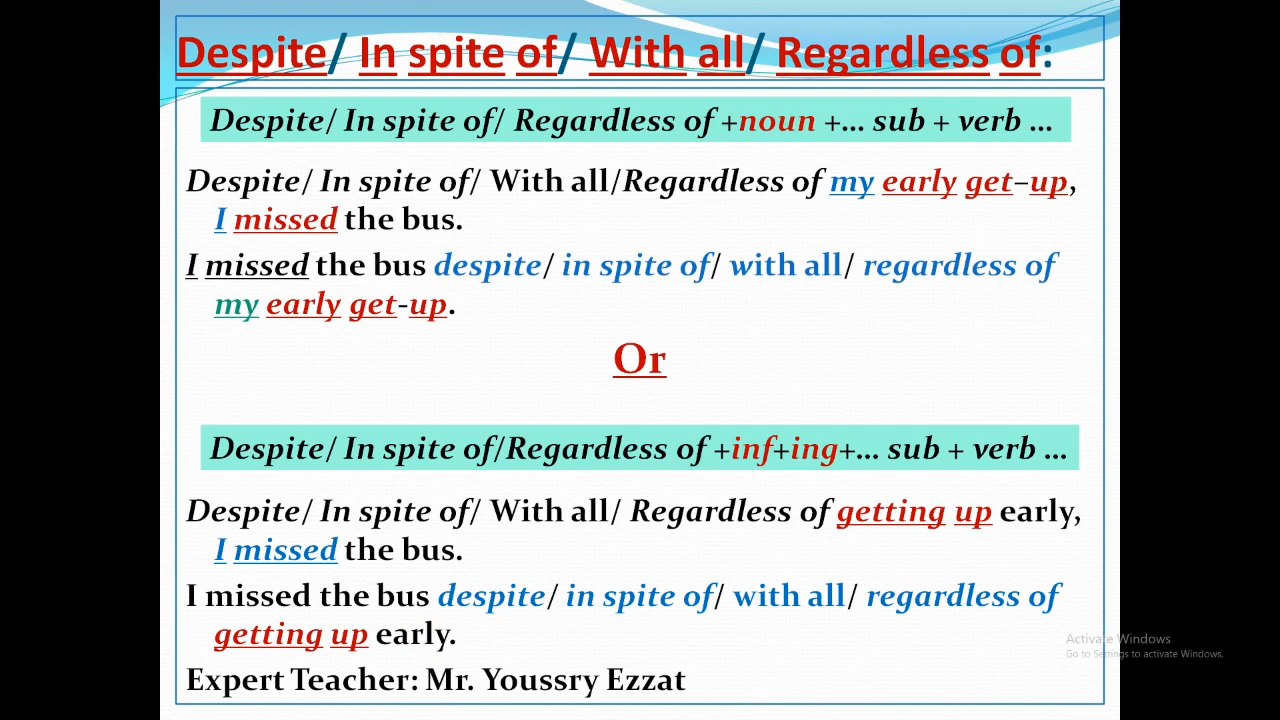 Despite/ In spite of/ With all/ Regardless of:
Despite/ In spite of/ Regardless of +noun +... sub + verb ...
Despite/ In spite of/ With all/Regardless of my early get–up,
I missed the bus.
I missed the bus despite/ in spite of/ with all/ regardless of
my early get-up.
Or
Despite/ In spite of/Regardless of +inf+ing+... sub + verb ...
Despite/ In spite of/ With all/ Regardless of getting up early,
I missed the bus.
I missed the bus despite/ in spite of/ with all/ regardless of
getting up early.
Expert Teacher: Mr. Youssry Ezzat
Activate Windows
Go to Settings to activate Windows.